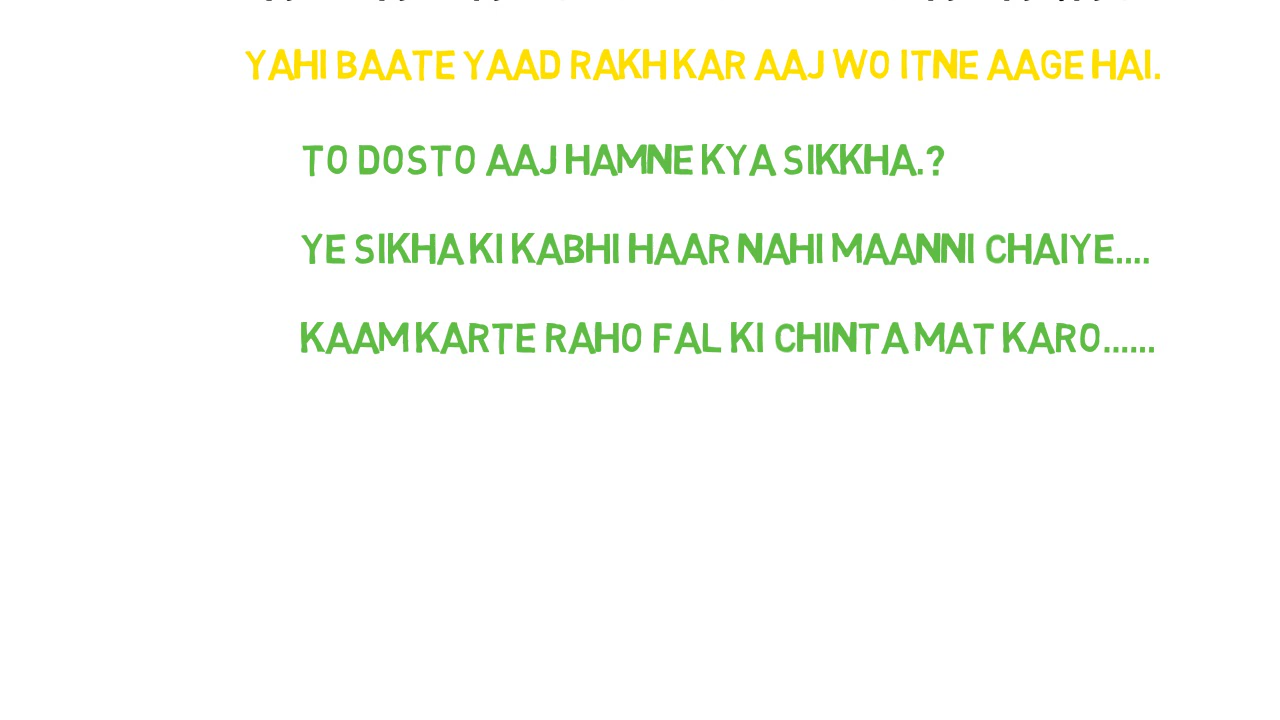 YAHI BAATE YAAD RAKH KAR AAJ WO ITNE AAGE HAI.
TO DOSTO AAJ HAMNE KYA SIKKHA.?
YE SIKHA KI KABHI HAAR NAHI MAANNI CHAIYE....
KAAM KARTE RAHO FAL KI CHINTA MAT KARO......